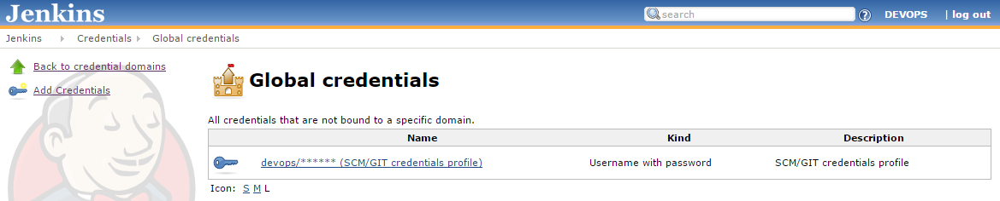 Jenkins
search
DEVOPS | log out
Jenkins Credentials Global credentials
Back to credential domains
Add Credentials
Global credentials
All credentials that are not bound to a specific domain.
Name Kind Description
devops/****** (SCM/GIT credentials profile) Username with password SCM/GIT credentials profile
Icon: S M L